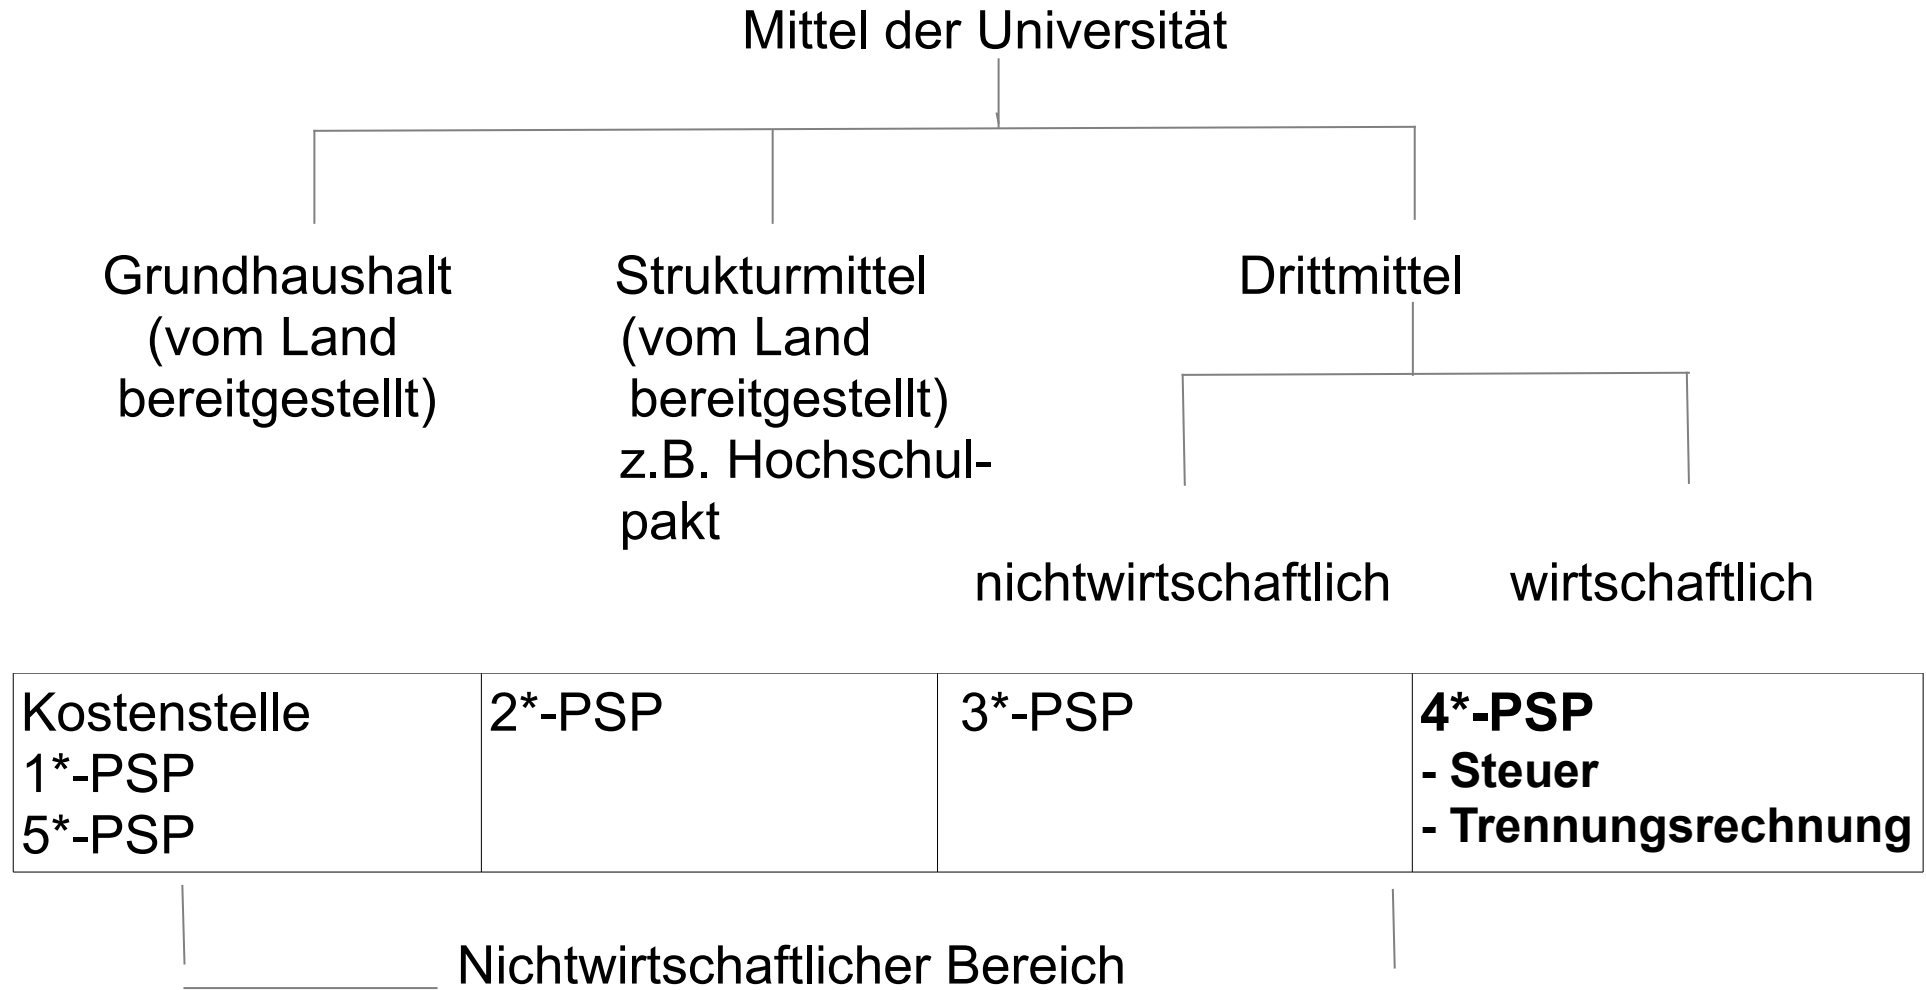 Mittel der Universität
Grundhaushalt
(vom Land
bereitgestellt)
Strukturmittel
(vom Land
bereitgestellt)
z.B. Hochschul-
pakt
Drittmittel
nichtwirtschaftlich
wirtschaftlich
Kostenstelle
1*-PSP
5*-PSP
2*-PSP
3*-PSP
4*-PSP
- Steuer
- Trennungsrechnung
Nichtwirtschaftlicher Bereich